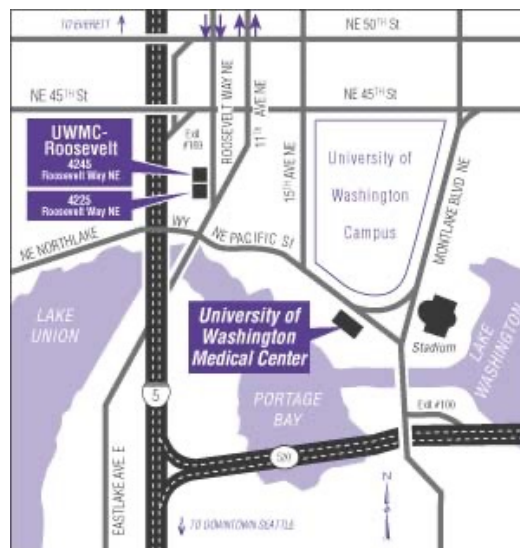 TO EVERETT
NE 50TH St
NE 45TH St
NE 45TH St
Exit
#169
ROOSEVELT WAY NE
11TH AVE NE
UWMC-
Roosevelt
4245
Roosevelt Way NE
4225
Roosevelt Way NE
15TH AVE NE
University of
Washington
Campus
MONTLAKE BLVD NE
NE NORTHLAKE
WY
NE PACIFIC St
LAKE
UNION
University of
Washington
Medical Center
Stadium
LAKE
WASHINGTON
5
PORTAGE
BAY
520
EASTLAKE AVE. E
N
TO DOWNTOWN SEATTLE